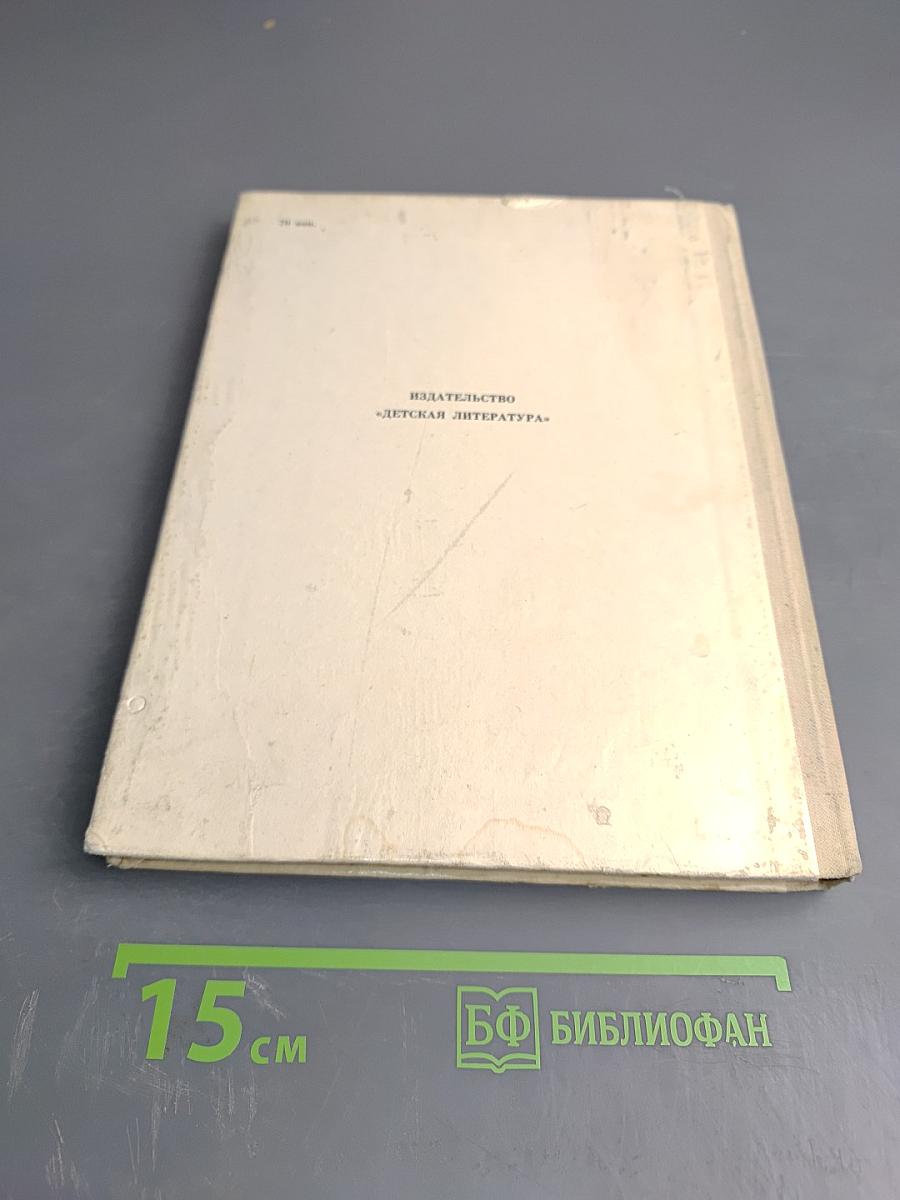 ИЗДАТЕЛЬСТВО
«ДЕТСКАЯ ЛИТЕРАТУРА»
15 см
БФ БИБЛИОФАН